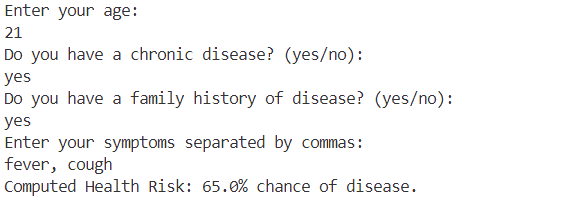 Enter your age:
21
Do you have a chronic disease? (yes/no):
yes
Do you have a family history of disease? (yes/no):
yes
Enter your symptoms separated by commas:
fever, cough
Computed Health Risk: 65.0% chance of disease.